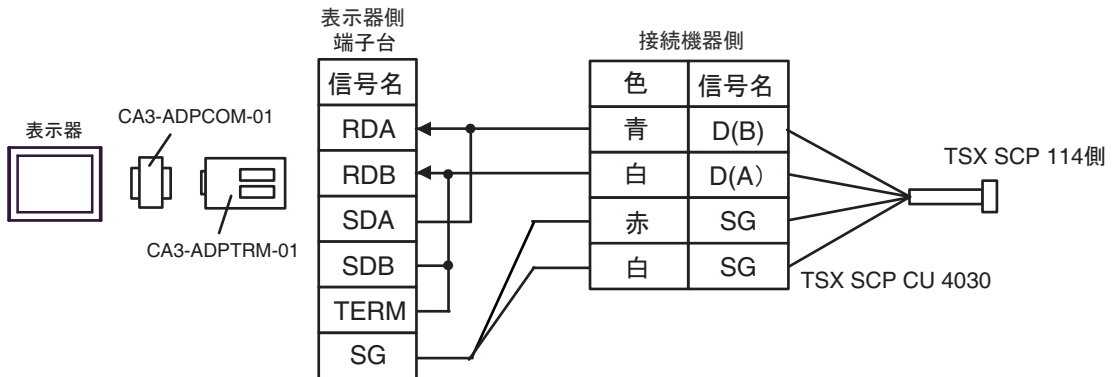 表示器側
端子台
接続機器側
信号名
色
信号名
CA3-ADPCOM-01
表示器
RDA
青
D(B)
TSX SCP 114側
RDB
白
D(A)
SDA
赤
SG
CA3-ADPTRM-01
SDB
白
SG
TSX SCP CU 4030
TERM
SG